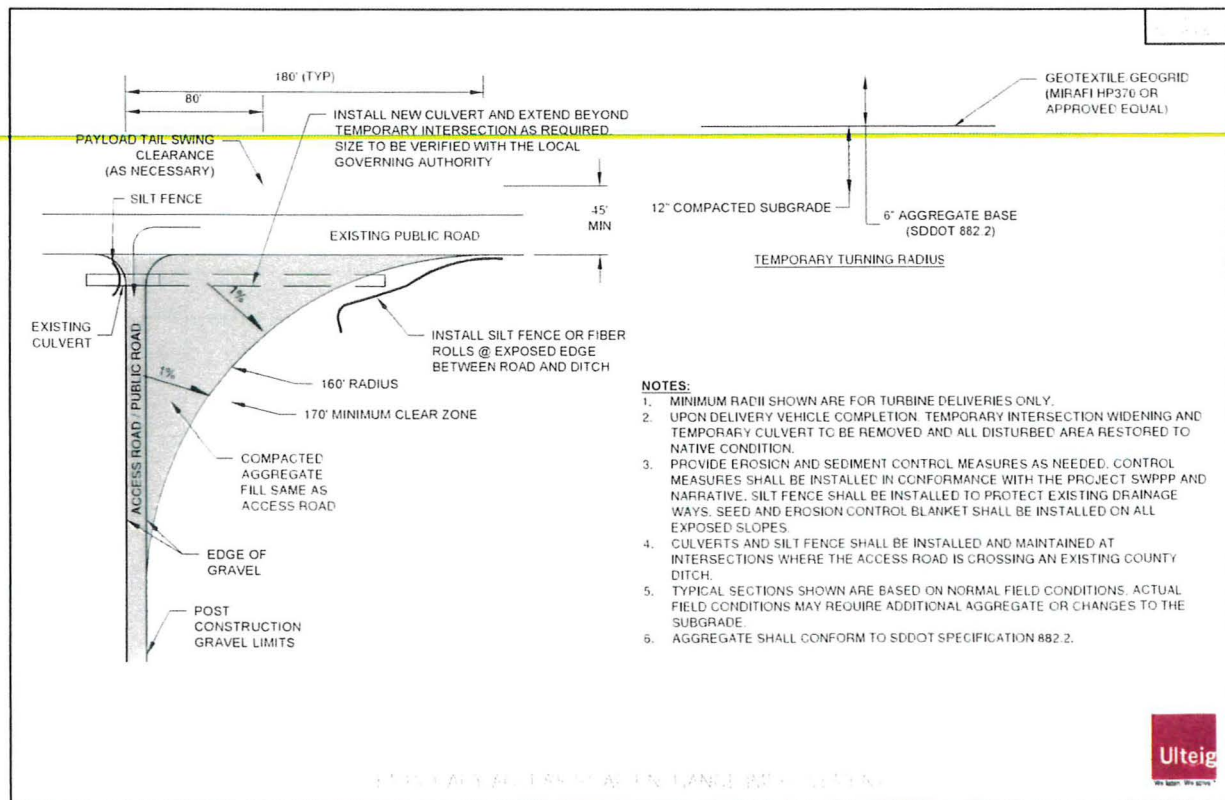 180' (TYP)
80'
PAYLOAD TAIL SWING
CLEARANCE
(AS NECESSARY)
INSTALL NEW CULVERT AND EXTEND BEYOND
TEMPORARY INTERSECTION AS REQUIRED.
SIZE TO BE VERIFIED WITH THE LOCAL
GOVERNING AUTHORITY
SILT FENCE
45'
MIN
EXISTING PUBLIC ROAD
EXISTING
CULVERT
1%
1%
ACCESS ROAD / PUBLIC ROAD
INSTALL SILT FENCE OR FIBER
ROLLS @ EXPOSED EDGE
BETWEEN ROAD AND DITCH
160' RADIUS
170' MINIMUM CLEAR ZONE
COMPACTED
AGGREGATE
FILL SAME AS
ACCESS ROAD
EDGE OF
GRAVEL
POST
CONSTRUCTION
GRAVEL LIMITS
GEOTEXTILE GEOGRID
(MIRAFI HP370 OR
APPROVED EQUAL)
12" COMPACTED SUBGRADE
6" AGGREGATE BASE
(SDDOT 882.2)
TEMPORARY TURNING RADIUS
NOTES:
1. MINIMUM RADII SHOWN ARE FOR TURBINE DELIVERIES ONLY.
2. UPON DELIVERY VEHICLE COMPLETION, TEMPORARY INTERSECTION WIDENING AND
TEMPORARY CULVERT TO BE REMOVED AND ALL DISTURBED AREA RESTORED TO
NATIVE CONDITION.
3. PROVIDE EROSION AND SEDIMENT CONTROL MEASURES AS NEEDED. CONTROL
MEASURES SHALL BE INSTALLED IN CONFORMANCE WITH THE PROJECT SWPPP AND
NARRATIVE. SILT FENCE SHALL BE INSTALLED TO PROTECT EXISTING DRAINAGE
WAYS. SEED AND EROSION CONTROL BLANKET SHALL BE INSTALLED ON ALL
EXPOSED SLOPES.
4. CULVERTS AND SILT FENCE SHALL BE INSTALLED AND MAINTAINED AT
INTERSECTIONS WHERE THE ACCESS ROAD IS CROSSING AN EXISTING COUNTY
DITCH.
5. TYPICAL SECTIONS SHOWN ARE BASED ON NORMAL FIELD CONDITIONS. ACTUAL
FIELD CONDITIONS MAY REQUIRE ADDITIONAL AGGREGATE OR CHANGES TO THE
SUBGRADE.
6. AGGREGATE SHALL CONFORM TO SDDOT SPECIFICATION 882.2.
Ulteig
We listen. We solve.